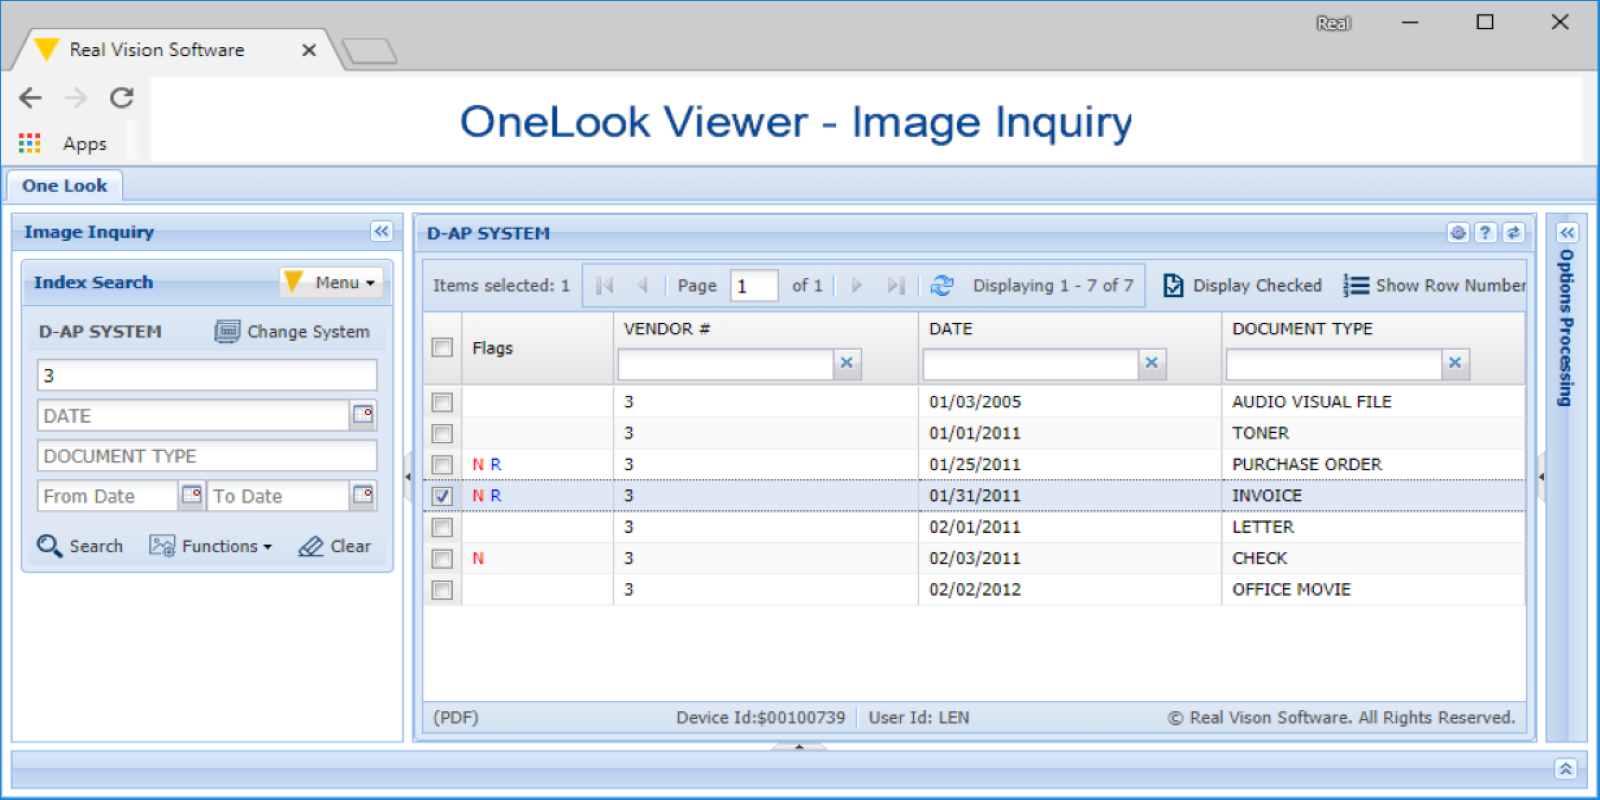 Real
Real Vision Software
Apps
OneLook Viewer - Image Inquiry
One Look
Image Inquiry
Index Search
Menu
D-AP SYSTEM
Change System
3
DATE
DOCUMENT TYPE
From Date To Date
Search Functions Clear
D-AP SYSTEM
?
Items selected: 1 Page 1 of 1 Displaying 1 - 7 of 7 Display Checked Show Row Number
Flags VENDOR # DATE DOCUMENT TYPE
3 01/03/2005 AUDIO VISUAL FILE
3 01/01/2011 TONER
N R 3 01/25/2011 PURCHASE ORDER
N R 3 01/31/2011 INVOICE
3 02/01/2011 LETTER
N 3 02/03/2011 CHECK
3 02/02/2012 OFFICE MOVIE
(PDF) Device Id:$00100739 User Id: LEN © Real Vison Software. All Rights Reserved.
Options Processing